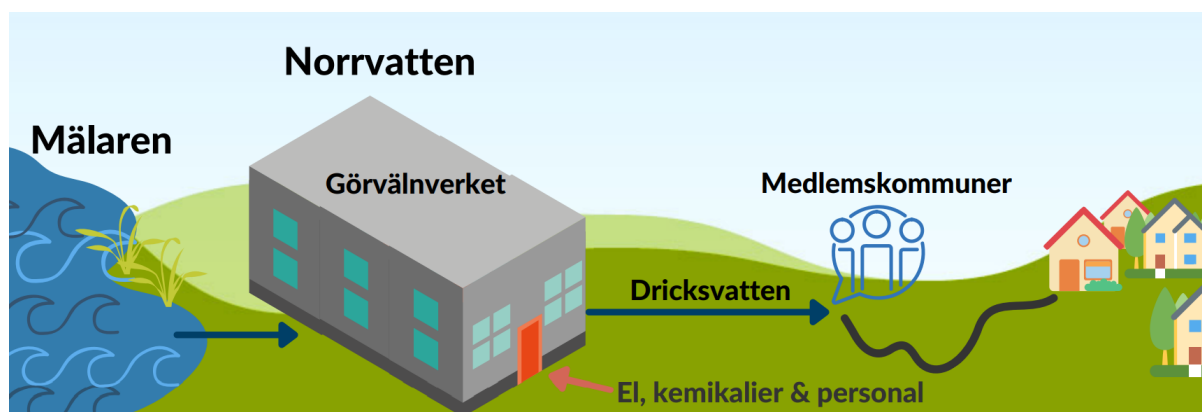 Norrvatten
Mälaren
Görvälnverket
Medlemskommuner
Dricksvatten
El, kemikalier & personal